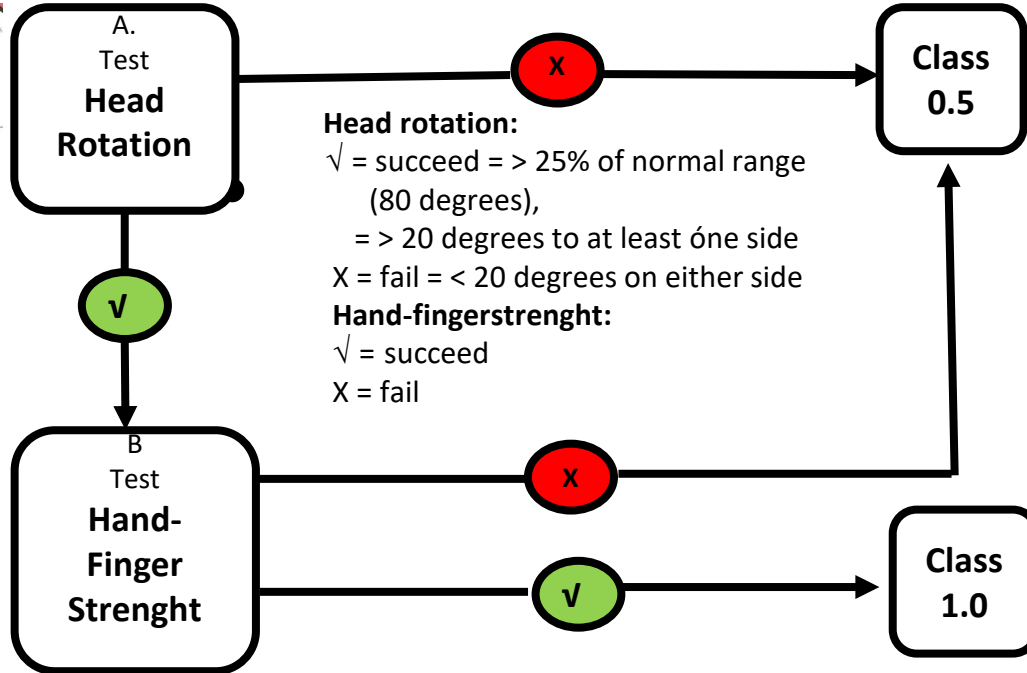 A.
Test
Head
Rotation
X
Class
0.5
Head rotation:
√ = succeed = > 25% of normal range
(80 degrees),
= > 20 degrees to at least óne side
X = fail = < 20 degrees on either side
Hand-fingerstrenght:
√ = succeed
X = fail
√
B
Test
Hand-
Finger
Strenght
X
√
Class
1.0